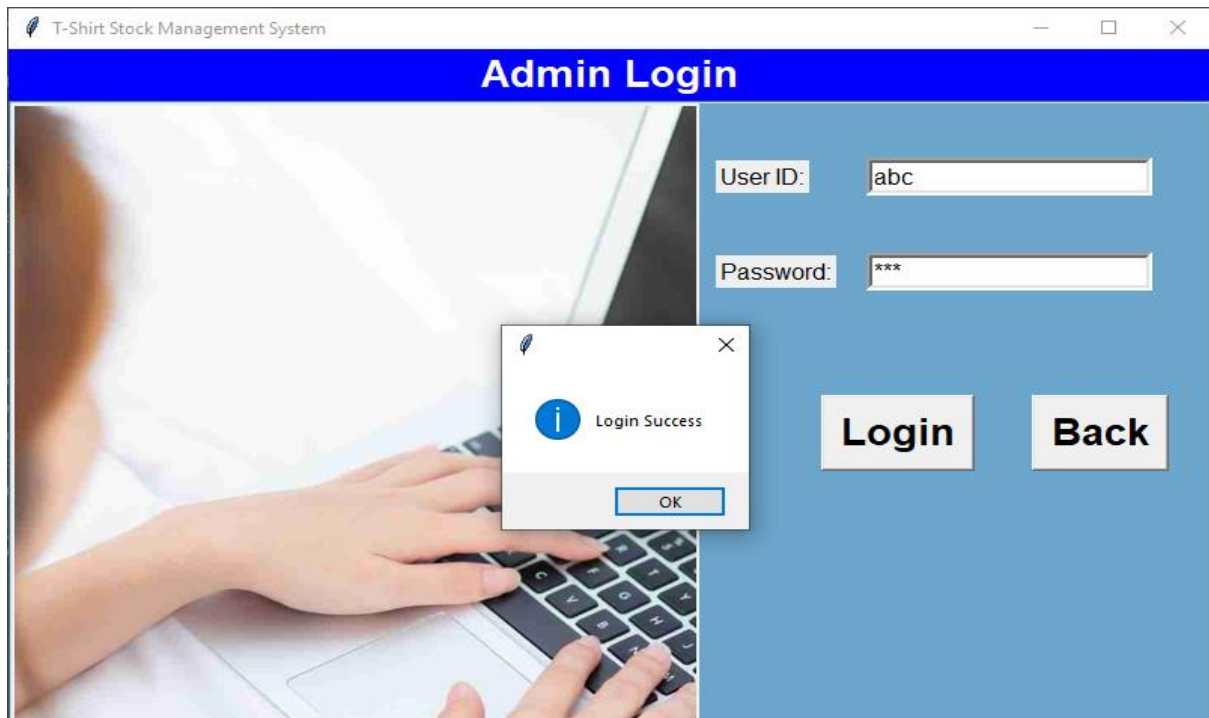 T-Shirt Stock Management System
Admin Login
User ID: abc
Password: ***
Login Success
OK
Login Back
R
F T
C G Y
V H
B
N J
M